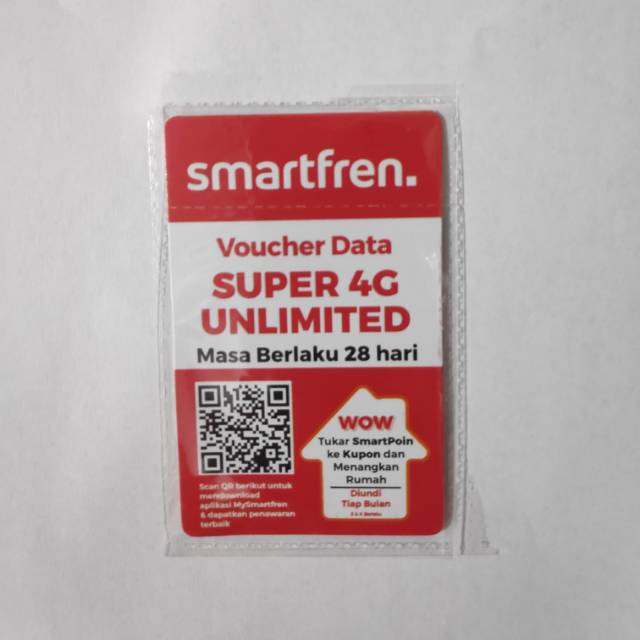 smartfren.
Voucher Data
SUPER 4G
UNLIMITED
Masa Berlaku 28 hari
Scan QR berikut untuk
mendownload
aplikasi MySmartfren
& dapatkan penawaran
terbaik
WOW
Tukar SmartPoin
ke Kupon dan
Menangkan
Rumah
Diundi
Tiap Bulan
S & K Berlaku